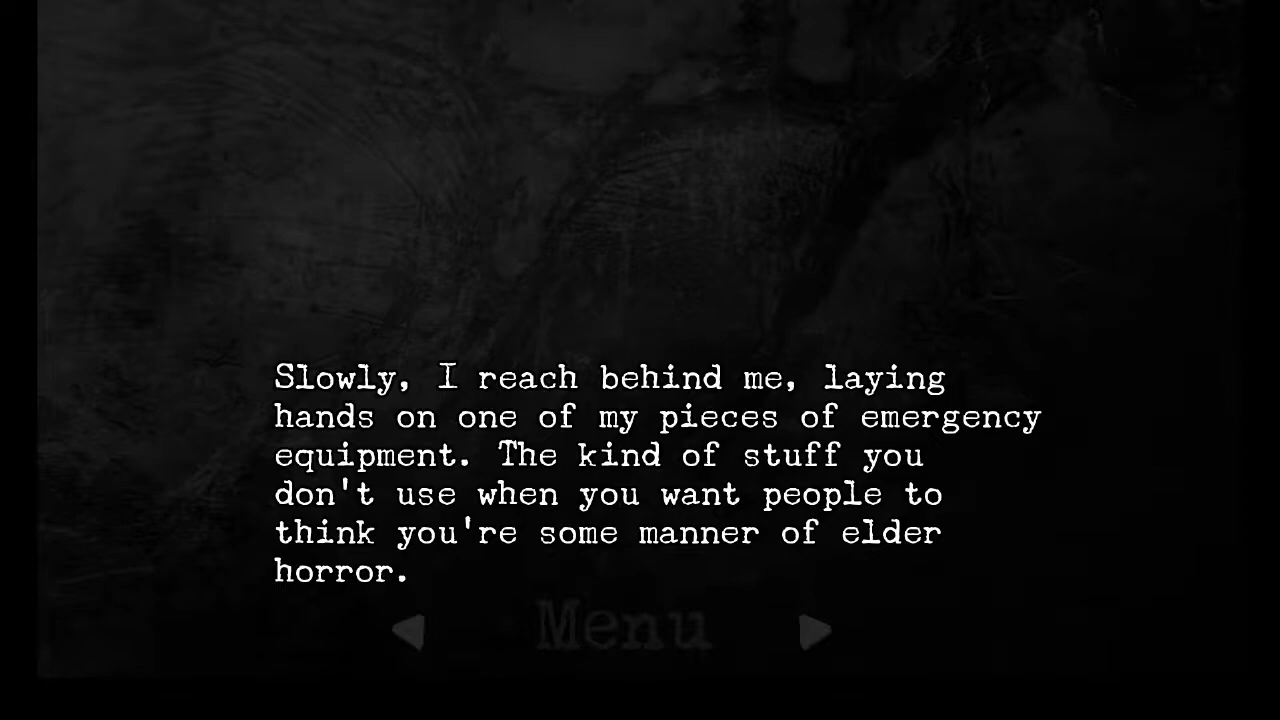 Slowly, I reach behind me, laying
hands on one of my pieces of emergency
equipment. The kind of stuff you
don't use when you want people to
think you're some manner of elder
horror.
Menu